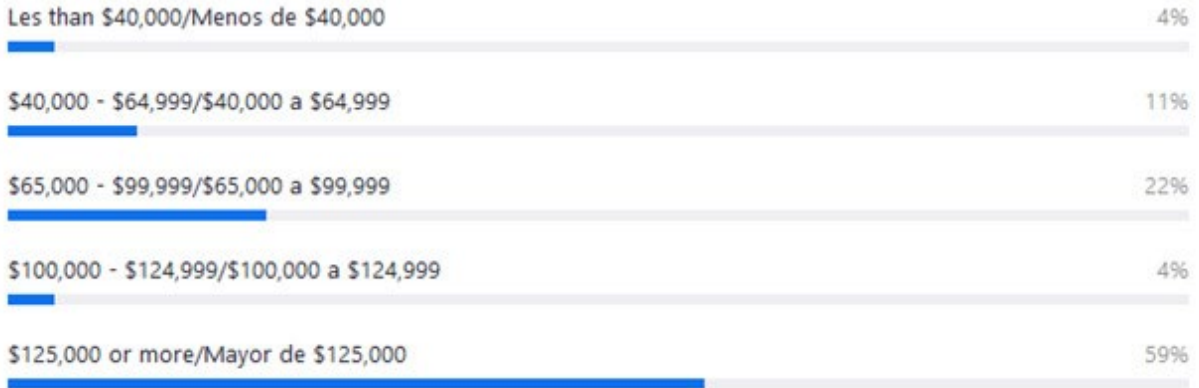 Les than $40,000/Menos de $40,000 4%
$40,000 - $64,999/$40,000 a $64,999 11%
$65,000 - $99,999/$65,000 a $99,999 22%
$100,000 - $124,999/$100,000 a $124,999 4%
$125,000 or more/Mayor de $125,000 59%